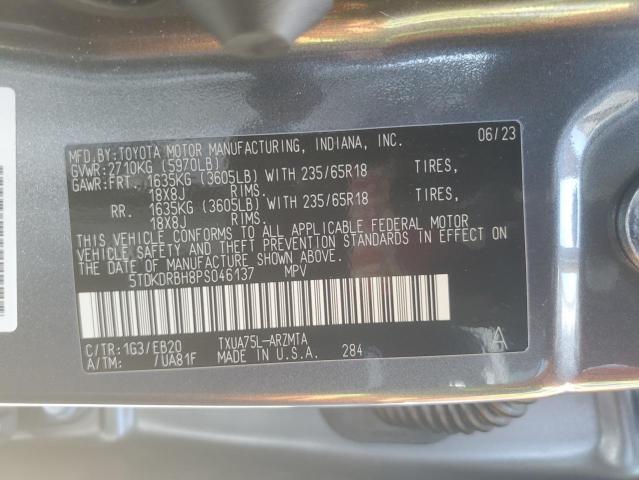 MFD.BY:TOYOTA MOTOR MANUFACTURING, INDIANA, INC. 06/23
GVWR:2710KG (5970LB)
GAWR:FRT. 1635KG (3605LB) WITH 235/65R18 TIRES,
18X8J RIMS.
RR. 1635KG (3605LB) WITH 235/65R18 TIRES,
18X8J RIMS.
THIS VEHICLE CONFORMS TO ALL APPLICABLE FEDERAL MOTOR
VEHICLE SAFETY AND THEFT PREVENTION STANDARDS IN EFFECT ON
THE DATE OF MANUFACTURE SHOWN ABOVE.
5TDKDRBH8PS046137 MPV
C/TR:1G3/EB20 TXUA75L-ARZMTA
A/TM: /UA81F MADE IN U.S.A. 284 A